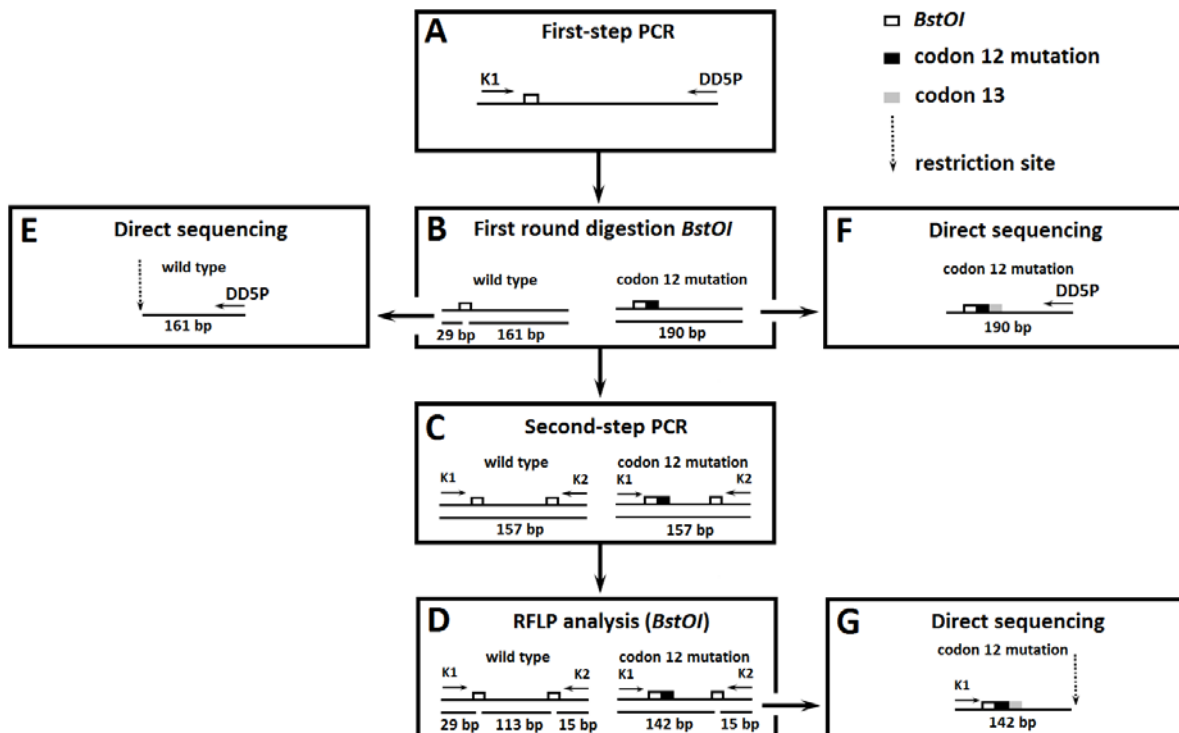 A
First-step PCR
K1
DD5P
BstOI
codon 12 mutation
codon 13
restriction site
E
Direct sequencing
wild type
DD5P
161 bp
B
First round digestion BstOI
wild type
codon 12 mutation
29 bp
161 bp
190 bp
F
Direct sequencing
codon 12 mutation
DD5P
190 bp
C
Second-step PCR
wild type
codon 12 mutation
K1
K2
K1
K2
157 bp
157 bp
D
RFLP analysis (BstOI)
wild type
codon 12 mutation
K1
K2
K1
K2
29 bp
113 bp
15 bp
142 bp
15 bp
G
Direct sequencing
codon 12 mutation
K1
142 bp